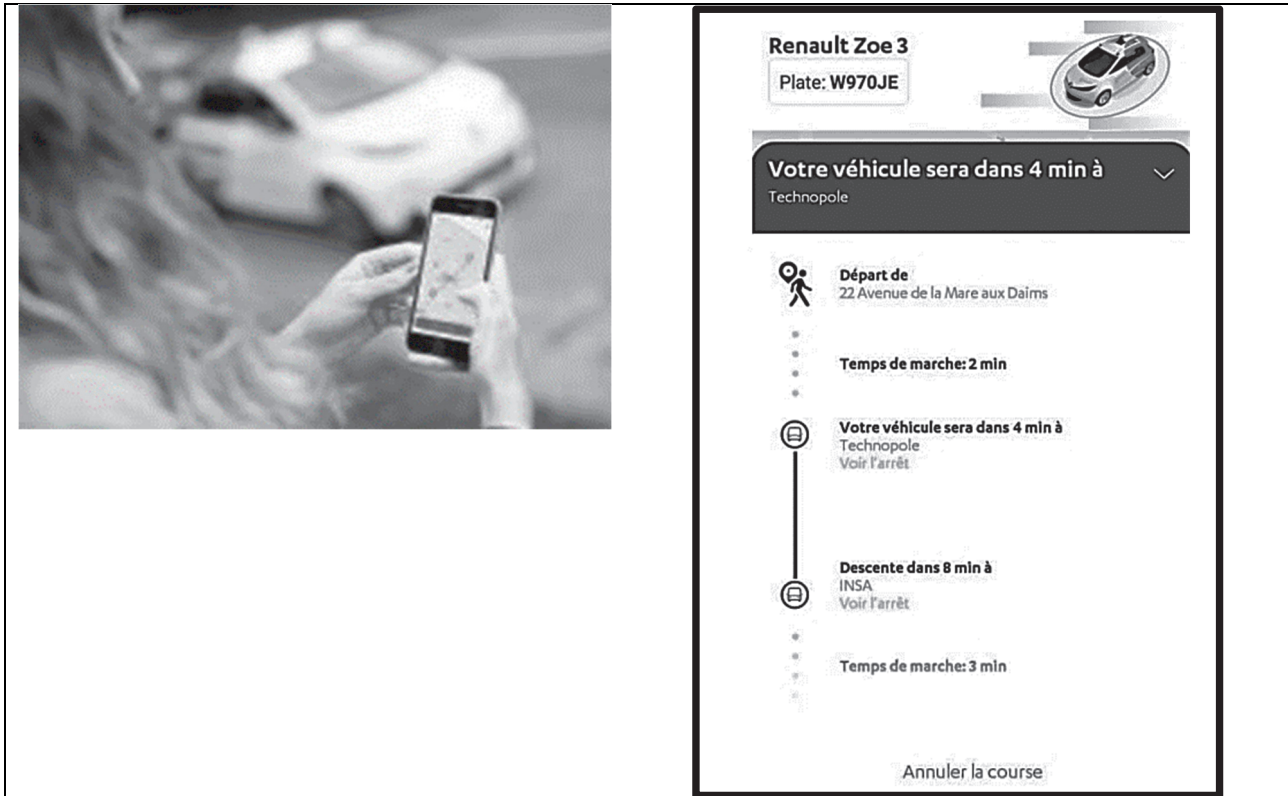 Renault Zoe 3
Plate: W970JE
Votre véhicule sera dans 4 min à
Technopole
Départ de
22 Avenue de la Mare aux Daims
Temps de marche: 2 min
Votre véhicule sera dans 4 min à
Technopole
Voir l'arrêt
Descente dans 8 min à
INSA
Voir l'arrêt
Temps de marche: 3 min
Annuler la course